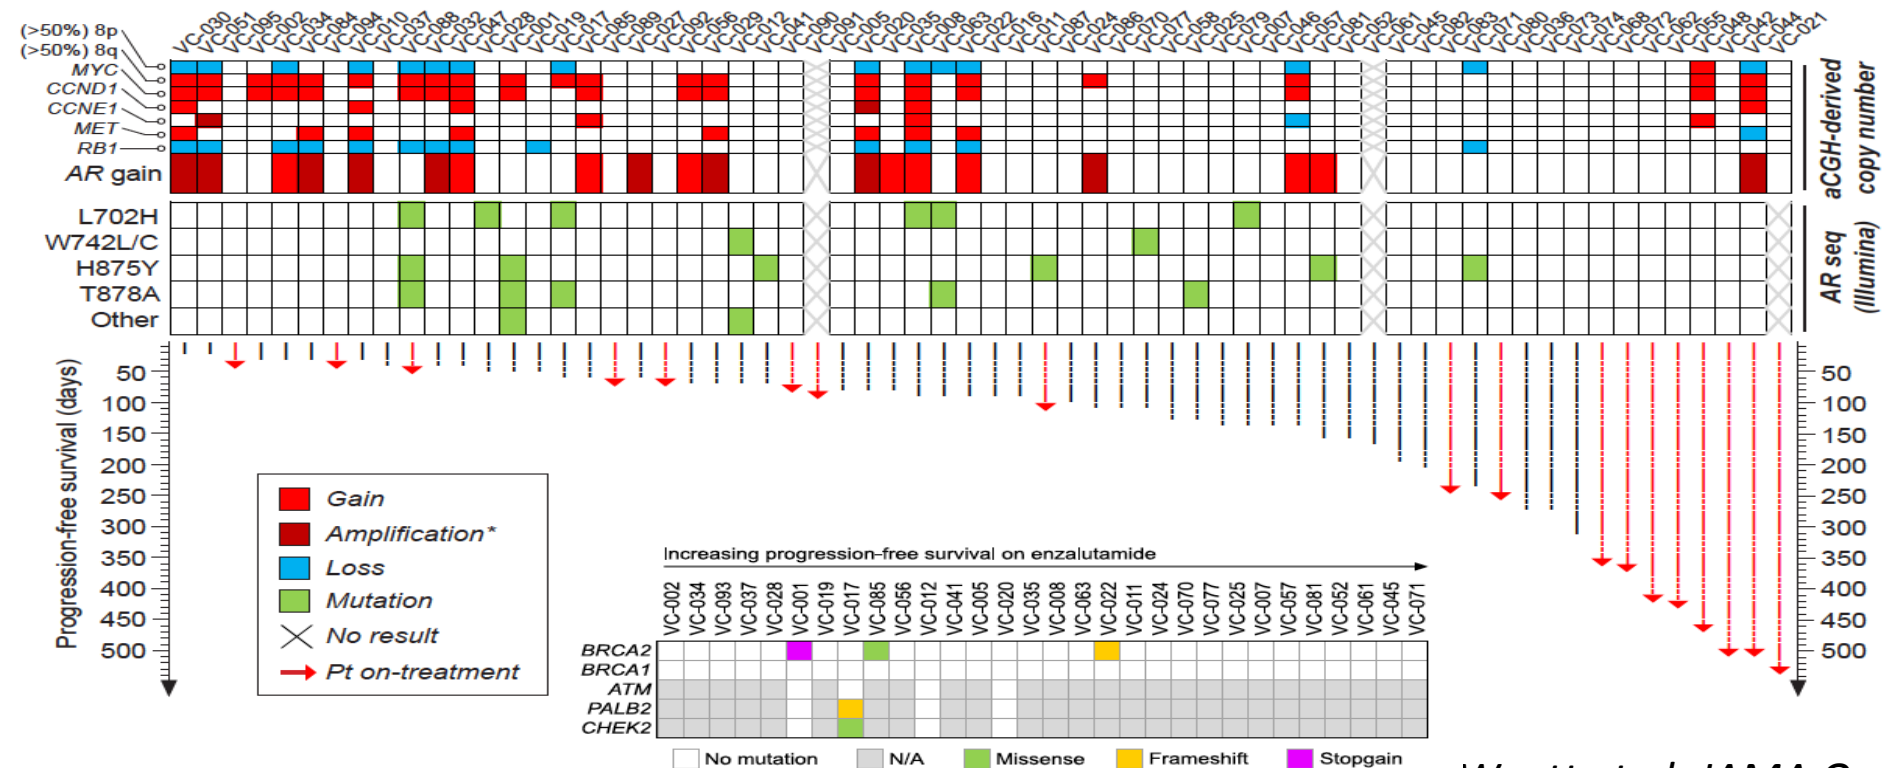 VC-030 VC-051 VC-095 VC-002 VC-034 VC-084 VC-094 VC-010 VC-037 VC-088 VC-032 VC-047 VC-028 VC-001 VC-019 VC-017 VC-085 VC-089 VC-027 VC-092 VC-056 VC-029 VC-012 VC-041 VC-090 VC-091 VC-005 VC-020 VC-035 VC-008 VC-063 VC-022 VC-016 VC-011 VC-087 VC-024 VC-086 VC-070 VC-077 VC-058 VC-025 VC-079 VC-007 VC-046 VC-057 VC-081 VC-052 VC-061 VC-045 VC-082 VC-083 VC-071 VC-080 VC-036 VC-073 VC-074 VC-068 VC-072 VC-062 VC-055 VC-048 VC-042 VC-044 VC-021
(>50%) 8p
(>50%) 8q
MYC
CCND1
CCNE1
MET
RB1
AR gain
aCGH-derived
copy number
L702H
W742L/C
H875Y
T878A
Other
AR seq
(Illumina)
Progression-free survival (days)
50
100
150
200
250
300
350
400
450
500
50
100
150
200
250
300
350
400
450
500
Gain
Amplification*
Loss
Mutation
No result
Pt on-treatment
Increasing progression-free survival on enzalutamide
VC-002 VC-034 VC-093 VC-037 VC-028 VC-001 VC-019 VC-017 VC-085 VC-056 VC-012 VC-041 VC-005 VC-020 VC-035 VC-008 VC-063 VC-022 VC-011 VC-024 VC-070 VC-077 VC-025 VC-007 VC-057 VC-081 VC-052 VC-061 VC-045 VC-071
BRCA2
BRCA1
ATM
PALB2
CHEK2
No mutation N/A Missense Frameshift Stopgain